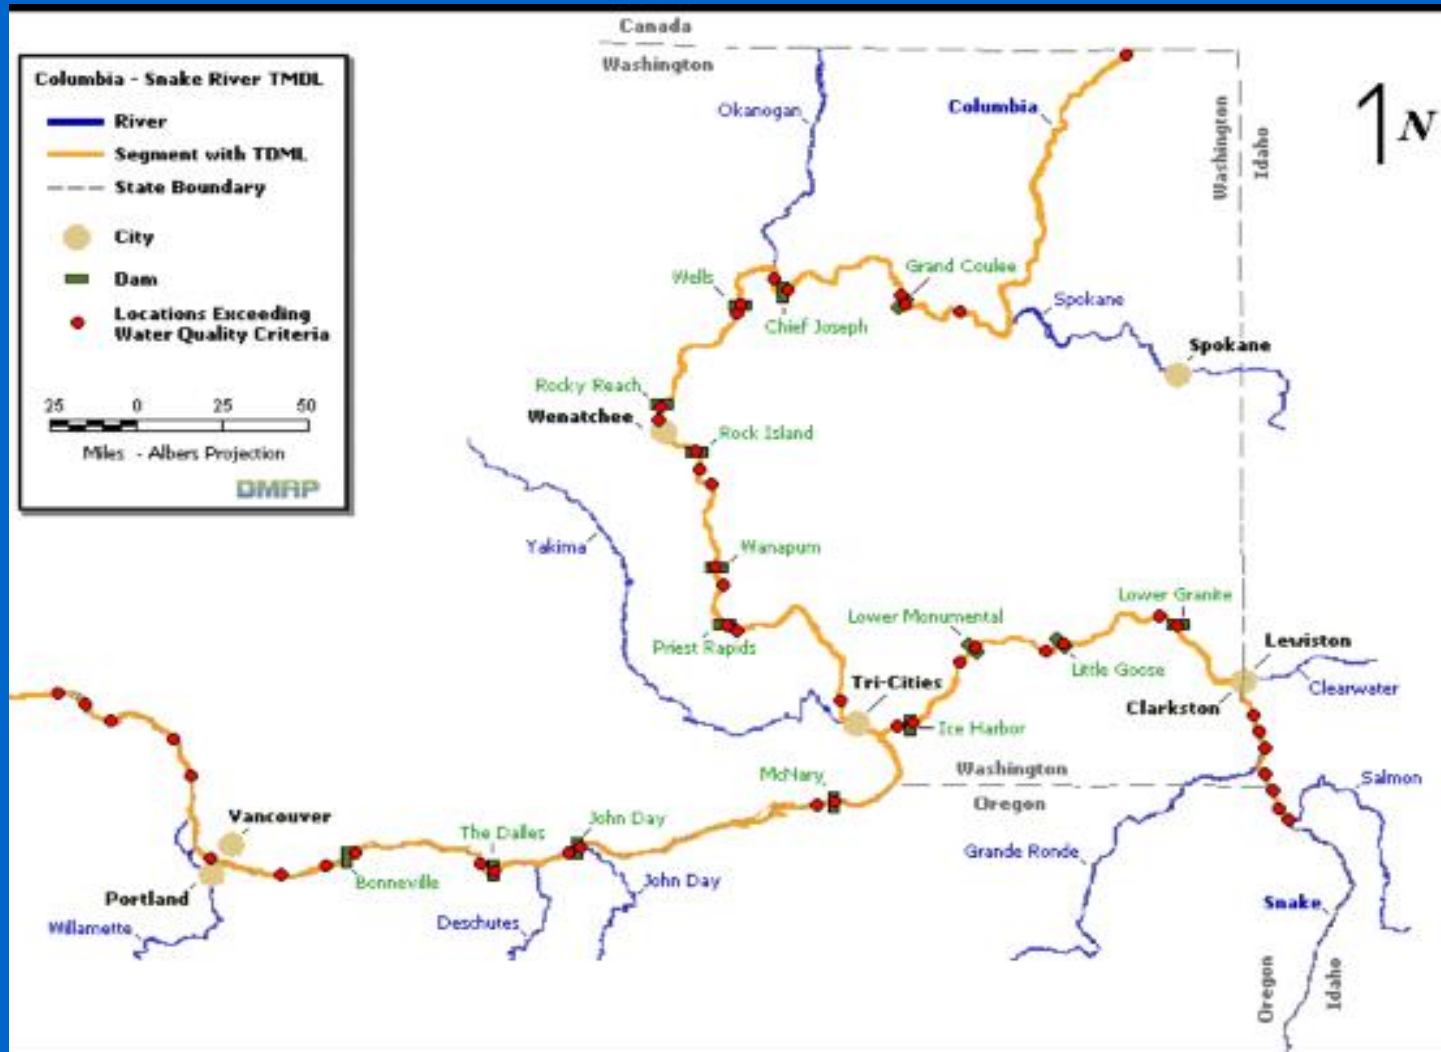 Canada
Washington
Columbia - Snake River TMDL
River
Segment with TDML
State Boundary
City
Dam
Locations Exceeding
Water Quality Criteria
25 0 25 50
Miles - Albers Projection
DMAP
Okanogan
Columbia
Washington
Idaho
N
Wells
Grand Coulee
Chief Joseph
Spokane
Spokane
Rocky Reach
Wenatchee
Rock Island
Yakima
Wanapum
Priest Rapids
Lower Monumental
Lower Granite
Little Goose
Lewiston
Clearwater
Clarkston
Tri-Cities
Ice Harbor
McNary
Washington
Oregon
Salmon
Vancouver
The Dalles
John Day
Bonneville
Portland
Willamette
Deschutes
John Day
Grande Ronde
Snake
Oregon
Idaho